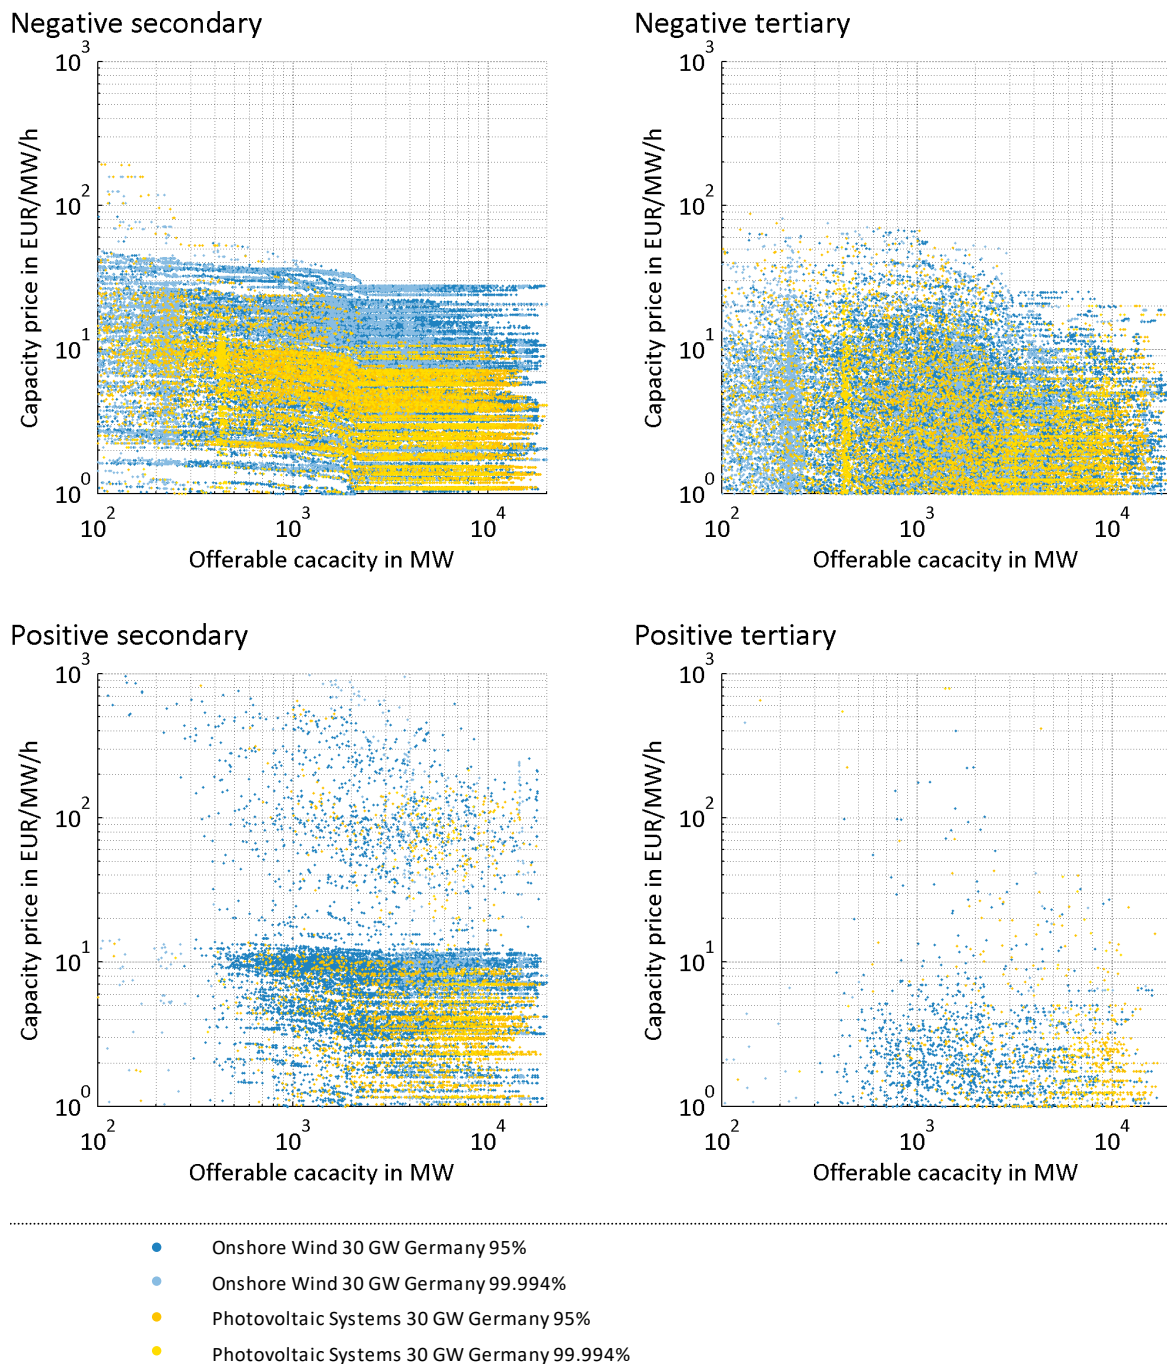 Negative secondary
Negative tertiary
10^3
10^2
10^1
10^0
Capacity price in EUR/MW/h
10^2
10^3
10^4
Offerable cacacity in MW
10^3
10^2
10^1
10^0
Capacity price in EUR/MW/h
10^2
10^3
10^4
Offerable cacacity in MW
Positive secondary
Positive tertiary
10^3
10^2
10^1
10^0
Capacity price in EUR/MW/h
10^2
10^3
10^4
Offerable cacacity in MW
10^3
10^2
10^1
10^0
Capacity price in EUR/MW/h
10^2
10^3
10^4
Offerable cacacity in MW
Onshore Wind 30 GW Germany 95%
Onshore Wind 30 GW Germany 99.994%
Photovoltaic Systems 30 GW Germany 95%
Photovoltaic Systems 30 GW Germany 99.994%